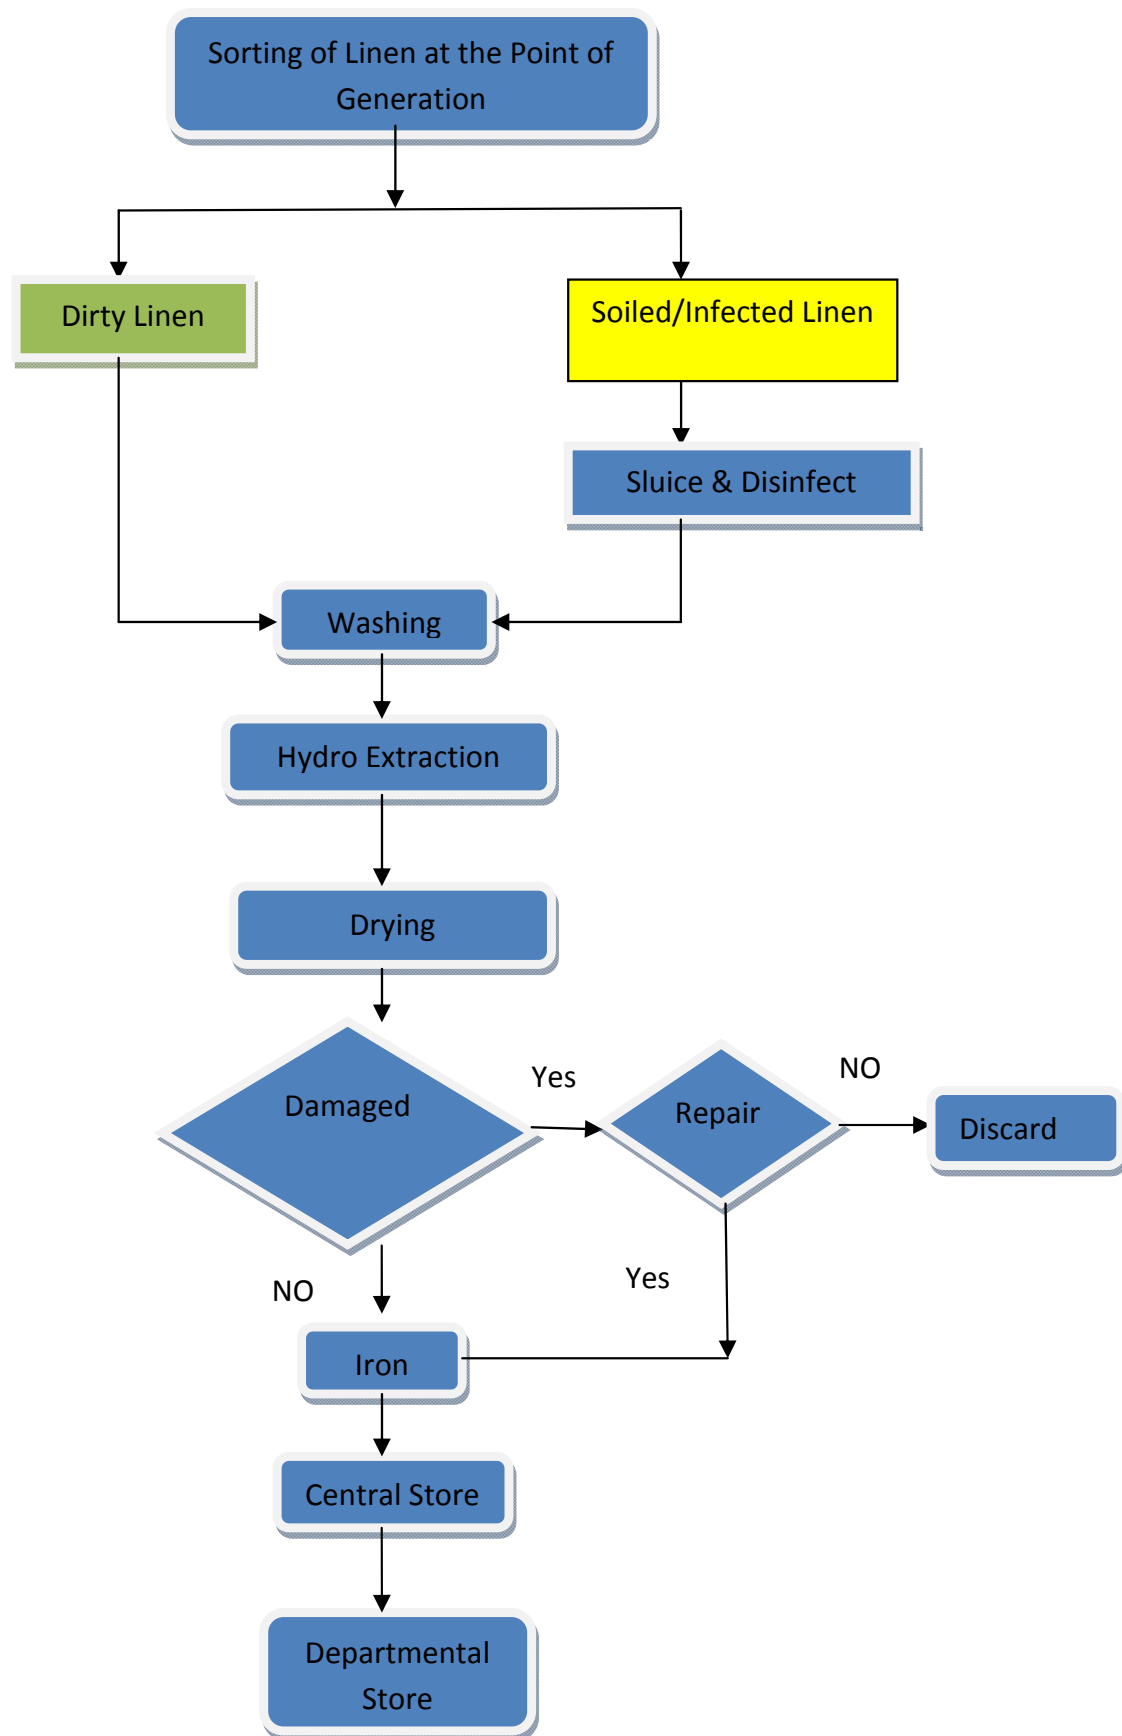 Sorting of Linen at the Point of
Generation
Dirty Linen
Soiled/Infected Linen
Sluice & Disinfect
Washing
Hydro Extraction
Drying
Damaged
Yes
Repair
NO
Discard
NO
Yes
Iron
Central Store
Departmental
Store